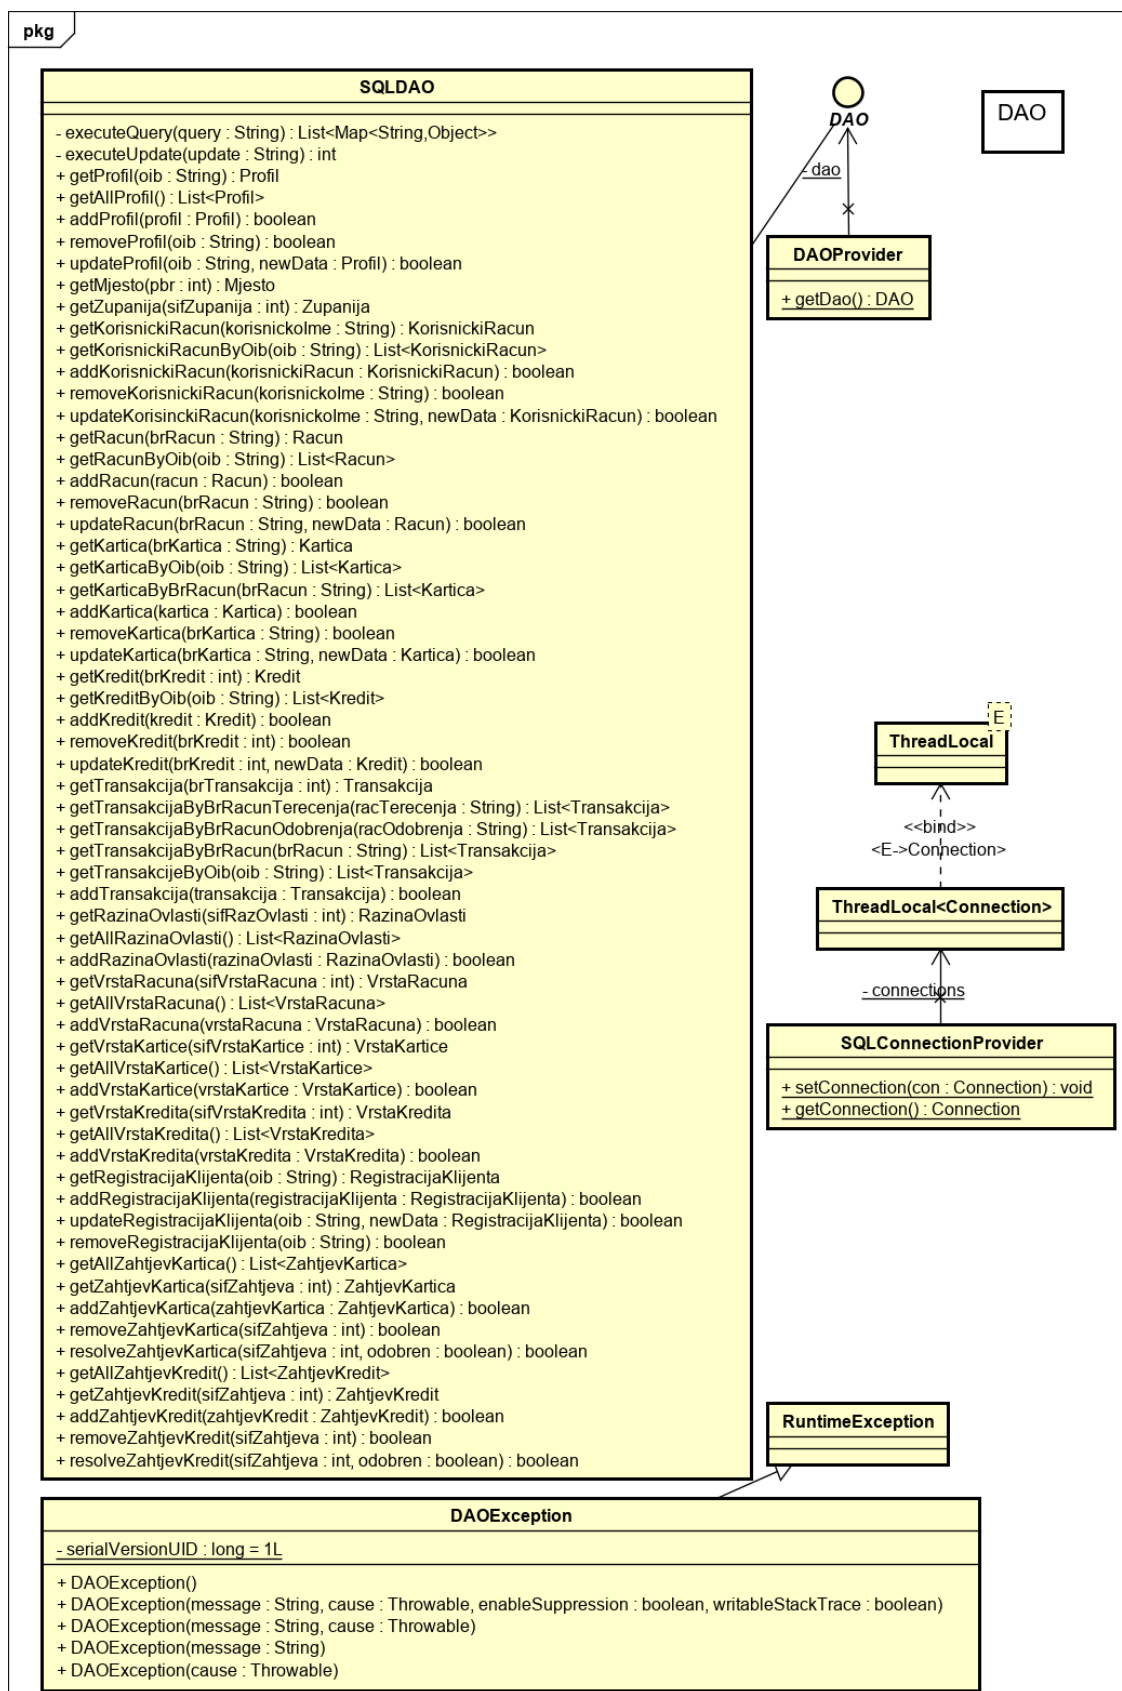 pkg
SQLDAO
- executeQuery(query : String) : List<Map<String,Object>>
- executeUpdate(update : String) : int
+ getProfil(oib : String) : Profil
+ getAllProfil() : List<Profil>
+ addProfil(profil : Profil) : boolean
+ removeProfil(oib : String) : boolean
+ updateProfil(oib : String, newData : Profil) : boolean
+ getMjesto(pbr : int) : Mjesto
+ getZupanija(sifZupanija : int) : Zupanija
+ getKorisnickiRacun(korisnickoIme : String) : KorisnickiRacun
+ getKorisnickiRacunByOib(oib : String) : List<KorisnickiRacun>
+ addKorisnickiRacun(korisnickiRacun : KorisnickiRacun) : boolean
+ removeKorisnickiRacun(korisnickoIme : String) : boolean
+ updateKorisinckiRacun(korisnickoIme : String, newData : KorisnickiRacun) : boolean
+ getRacun(brRacun : String) : Racun
+ getRacunByOib(oib : String) : List<Racun>
+ addRacun(racun : Racun) : boolean
+ removeRacun(brRacun : String) : boolean
+ updateRacun(brRacun : String, newData : Racun) : boolean
+ getKartica(brKartica : String) : Kartica
+ getKarticaByOib(oib : String) : List<Kartica>
+ getKarticaByBrRacun(brRacun : String) : List<Kartica>
+ addKartica(kartica : Kartica) : boolean
+ removeKartica(brKartica : String) : boolean
+ updateKartica(brKartica : String, newData : Kartica) : boolean
+ getKredit(brKredit : int) : Kredit
+ getKreditByOib(oib : String) : List<Kredit>
+ addKredit(kredit : Kredit) : boolean
+ removeKredit(brKredit : int) : boolean
+ updateKredit(brKredit : int, newData : Kredit) : boolean
+ getTransakcija(brTransakcija : int) : Transakcija
+ getTransakcijaByBrRacunTerecenja(racTerecenja : String) : List<Transakcija>
+ getTransakcijaByBrRacunOdobrenja(racOdobrenja : String) : List<Transakcija>
+ getTransakcijaByBrRacun(brRacun : String) : List<Transakcija>
+ getTransakcijeByOib(oib : String) : List<Transakcija>
+ addTransakcija(transakcija : Transakcija) : boolean
+ getRazinaOvlasti(sifRazOvlasti : int) : RazinaOvlasti
+ getAllRazinaOvlasti() : List<RazinaOvlasti>
+ addRazinaOvlasti(razinaOvlasti : RazinaOvlasti) : boolean
+ getVrstaRacuna(sifVrstaRacuna : int) : VrstaRacuna
+ getAllVrstaRacuna() : List<VrstaRacuna>
+ addVrstaRacuna(vrstaRacuna : VrstaRacuna) : boolean
+ getVrstaKartice(sifVrstaKartice : int) : VrstaKartice
+ getAllVrstaKartice() : List<VrstaKartice>
+ addVrstaKartice(vrstaKartice : VrstaKartice) : boolean
+ getVrstaKredita(sifVrstaKredita : int) : VrstaKredita
+ getAllVrstaKredita() : List<VrstaKredita>
+ addVrstaKredita(vrstaKredita : VrstaKredita) : boolean
+ getRegistracijaKlijenta(oib : String) : RegistracijaKlijenta
+ addRegistracijaKlijenta(registracijaKlijenta : RegistracijaKlijenta) : boolean
+ updateRegistracijaKlijenta(oib : String, newData : RegistracijaKlijenta) : boolean
+ removeRegistracijaKlijenta(oib : String) : boolean
+ getAllZahtjevKartica() : List<ZahtjevKartica>
+ getZahtjevKartica(sifZahtjeva : int) : ZahtjevKartica
+ addZahtjevKartica(zahtjevKartica : ZahtjevKartica) : boolean
+ removeZahtjevKartica(sifZahtjeva : int) : boolean
+ resolveZahtjevKartica(sifZahtjeva : int, odobren : boolean) : boolean
+ getAllZahtjevKredit() : List<ZahtjevKredit>
+ getZahtjevKredit(sifZahtjeva : int) : ZahtjevKredit
+ addZahtjevKredit(zahtjevKredit : ZahtjevKredit) : boolean
+ removeZahtjevKredit(sifZahtjeva : int) : boolean
+ resolveZahtjevKredit(sifZahtjeva : int, odobren : boolean) : boolean
DAO
- dao
DAO
DAOProvider
+ getDao() : DAO
E
ThreadLocal
<<bind>>
<E->Connection>
ThreadLocal<Connection>
- connections
SQLConnectionProvider
+ setConnection(con : Connection) : void
+ getConnection() : Connection
RuntimeException
DAOException
- serialVersionUID : long = 1L
+ DAOException()
+ DAOException(message : String, cause : Throwable, enableSuppression : boolean, writableStackTrace : boolean)
+ DAOException(message : String, cause : Throwable)
+ DAOException(message : String)
+ DAOException(cause : Throwable)